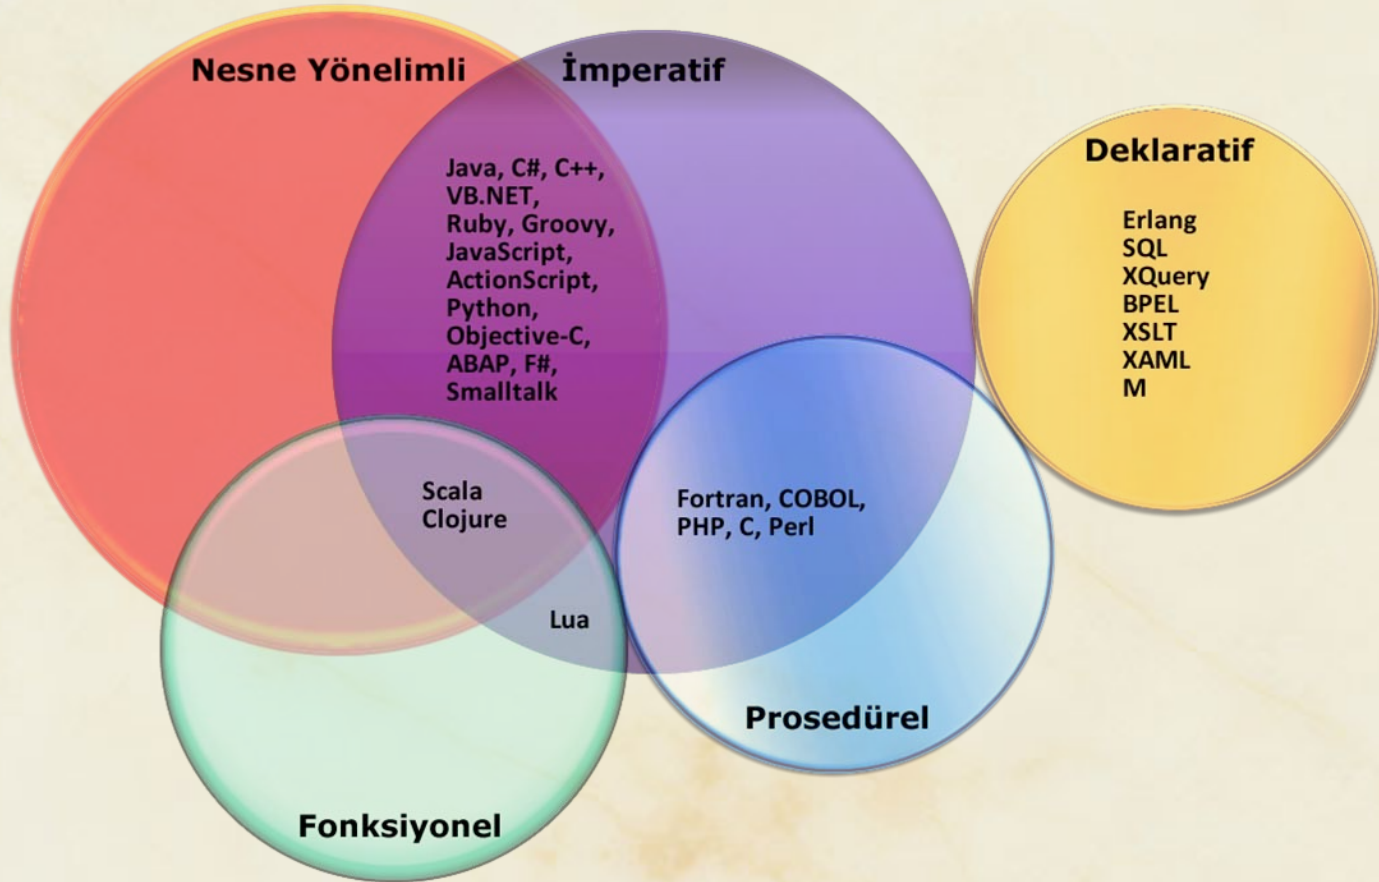 Nesne Yönelimli
İmperatif
Java, C#, C++,
VB.NET,
Ruby, Groovy,
JavaScript,
ActionScript,
Python,
Objective-C,
ABAP, F#,
Smalltalk
Deklaratif
Erlang
SQL
XQuery
BPEL
XSLT
XAML
M
Scala
Clojure
Fortran, COBOL,
PHP, C, Perl
Lua
Prosedürel
Fonksiyonel